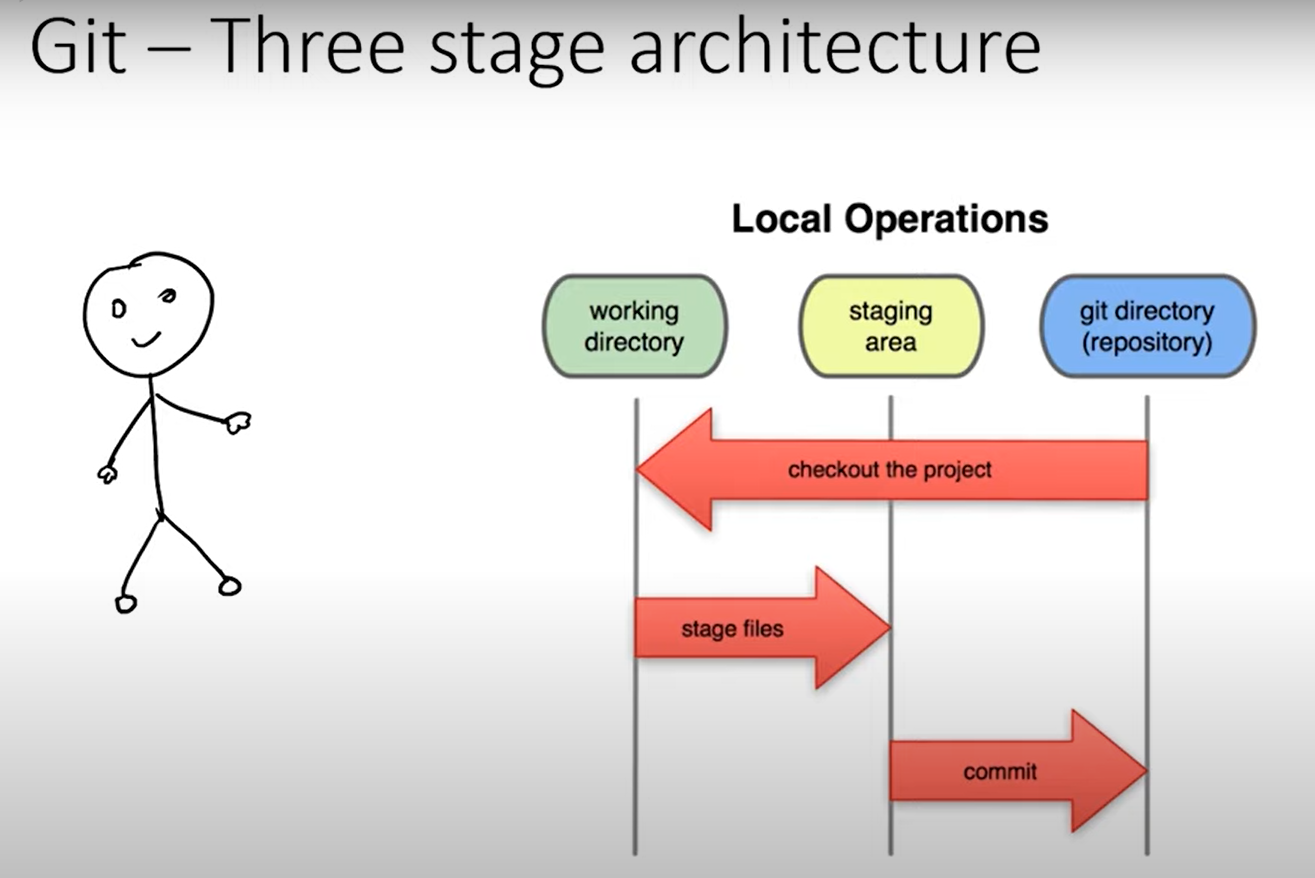 Git – Three stage architecture
Local Operations
working
directory
staging
area
git directory
(repository)
checkout the project
stage files
commit